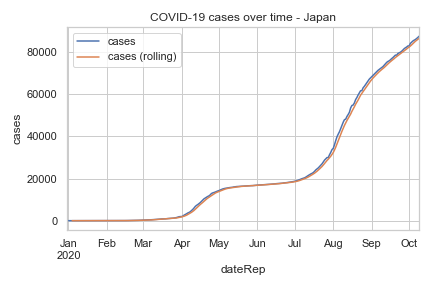 COVID-19 cases over time - Japan
cases
cases (rolling)
80000
60000
40000
20000
0
cases
Jan Feb Mar Apr May Jun Jul Aug Sep Oct
2020
dateRep